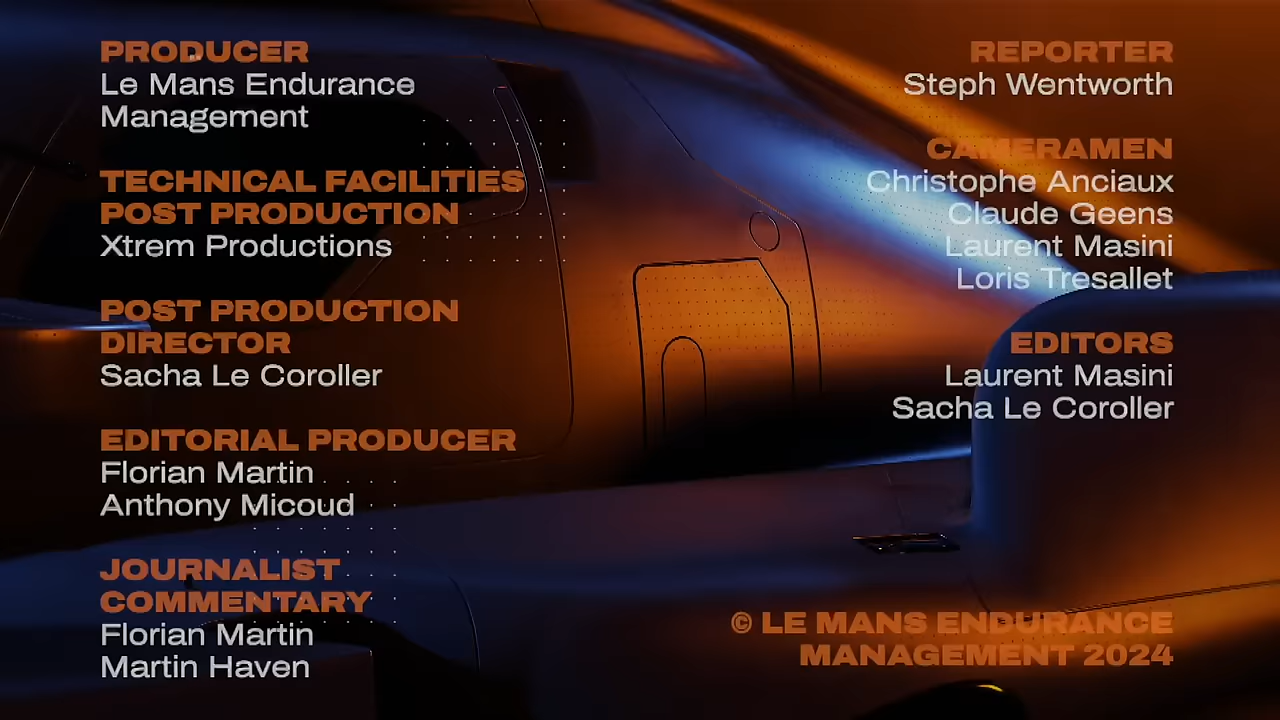 PRODUCER
Le Mans Endurance
Management
TECHNICAL FACILITIES
POST PRODUCTION
Xtrem Productions
POST PRODUCTION
DIRECTOR
Sacha Le Coroller
EDITORIAL PRODUCER
Florian Martin
Anthony Micoud
JOURNALIST
COMMENTARY
Florian Martin
Martin Haven
REPORTER
Steph Wentworth
CAMERAMEN
Christophe Anciaux
Claude Geens
Laurent Masini
Loris Tresallet
EDITORS
Laurent Masini
Sacha Le Coroller
© LE MANS ENDURANCE
MANAGEMENT 2024